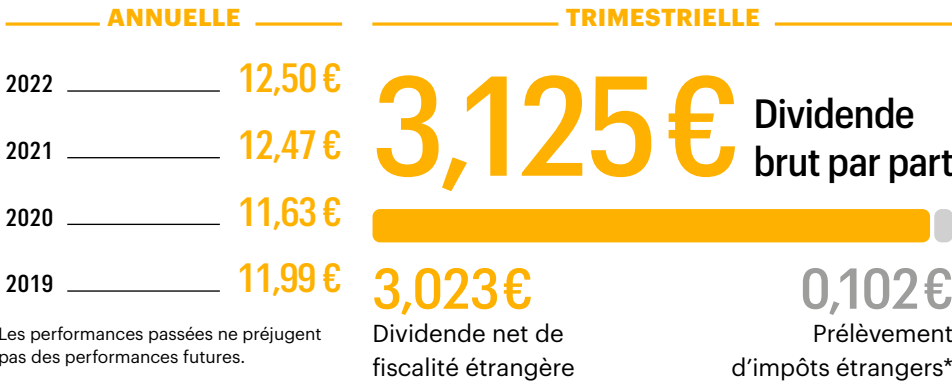 ANNUELLE
2022 12,50 €
2021 12,47 €
2020 11,63 €
2019 11,99 €
Les performances passées ne préjugent
pas des performances futures.
TRIMESTRIELLE
3,125 €
Dividende
brut par part
3,023 €
Dividende net de
fiscalité étrangère
0,102 €
Prélèvement
d'impôts étrangers*